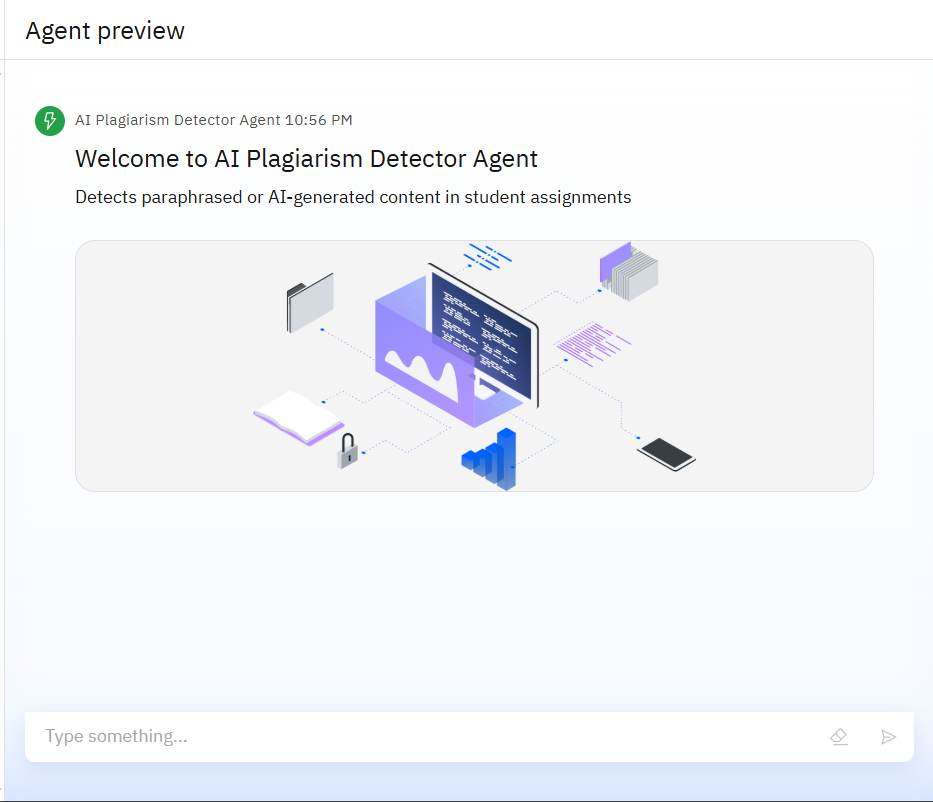 Agent preview
AI Plagiarism Detector Agent 10:56 PM
Welcome to AI Plagiarism Detector Agent
Detects paraphrased or AI-generated content in student assignments
Type something...